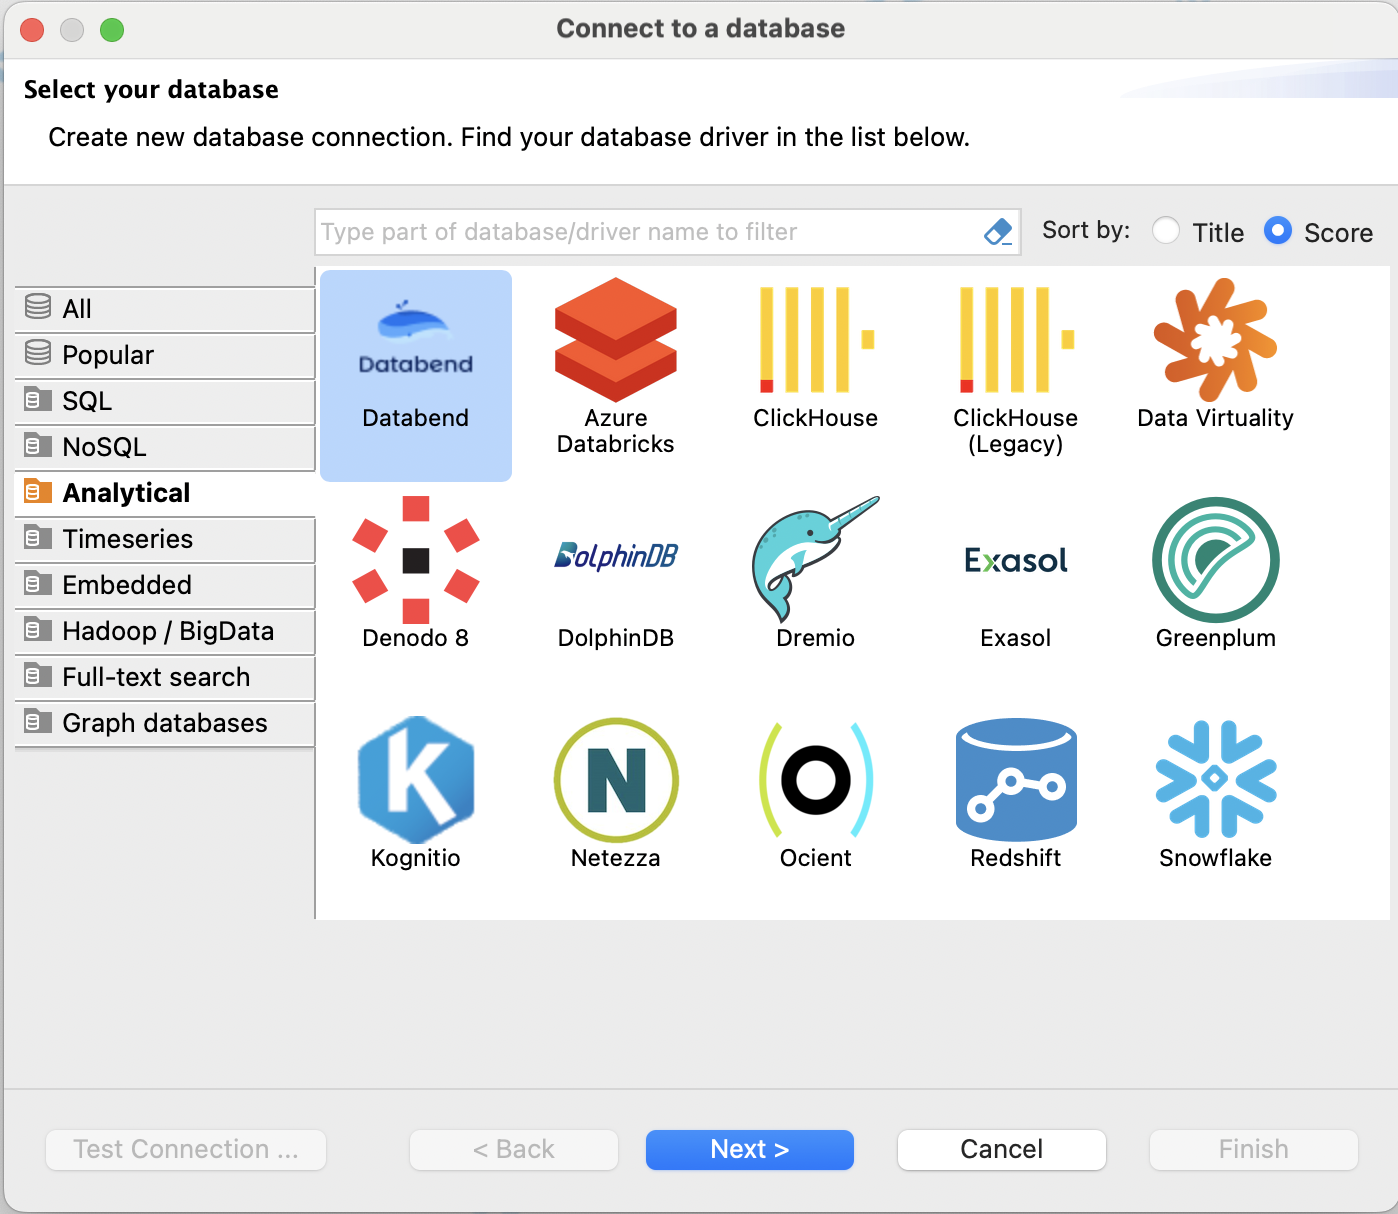 Connect to a database
Select your database
Create new database connection. Find your database driver in the list below.
Type part of database/driver name to filter
Sort by:
Title
Score
All
Popular
SQL
NoSQL
Analytical
Timeseries
Embedded
Hadoop / BigData
Full-text search
Graph databases
Databend
Databend
Azure
Databricks
ClickHouse
ClickHouse
(Legacy)
Data Virtuality
Denodo 8
DolphinDB
DolphinDB
Dremio
Exasol
Exasol
Greenplum
K
Kognitio
N
Netezza
Ocient
Redshift
Snowflake
Test Connection ...
< Back
Next >
Cancel
Finish